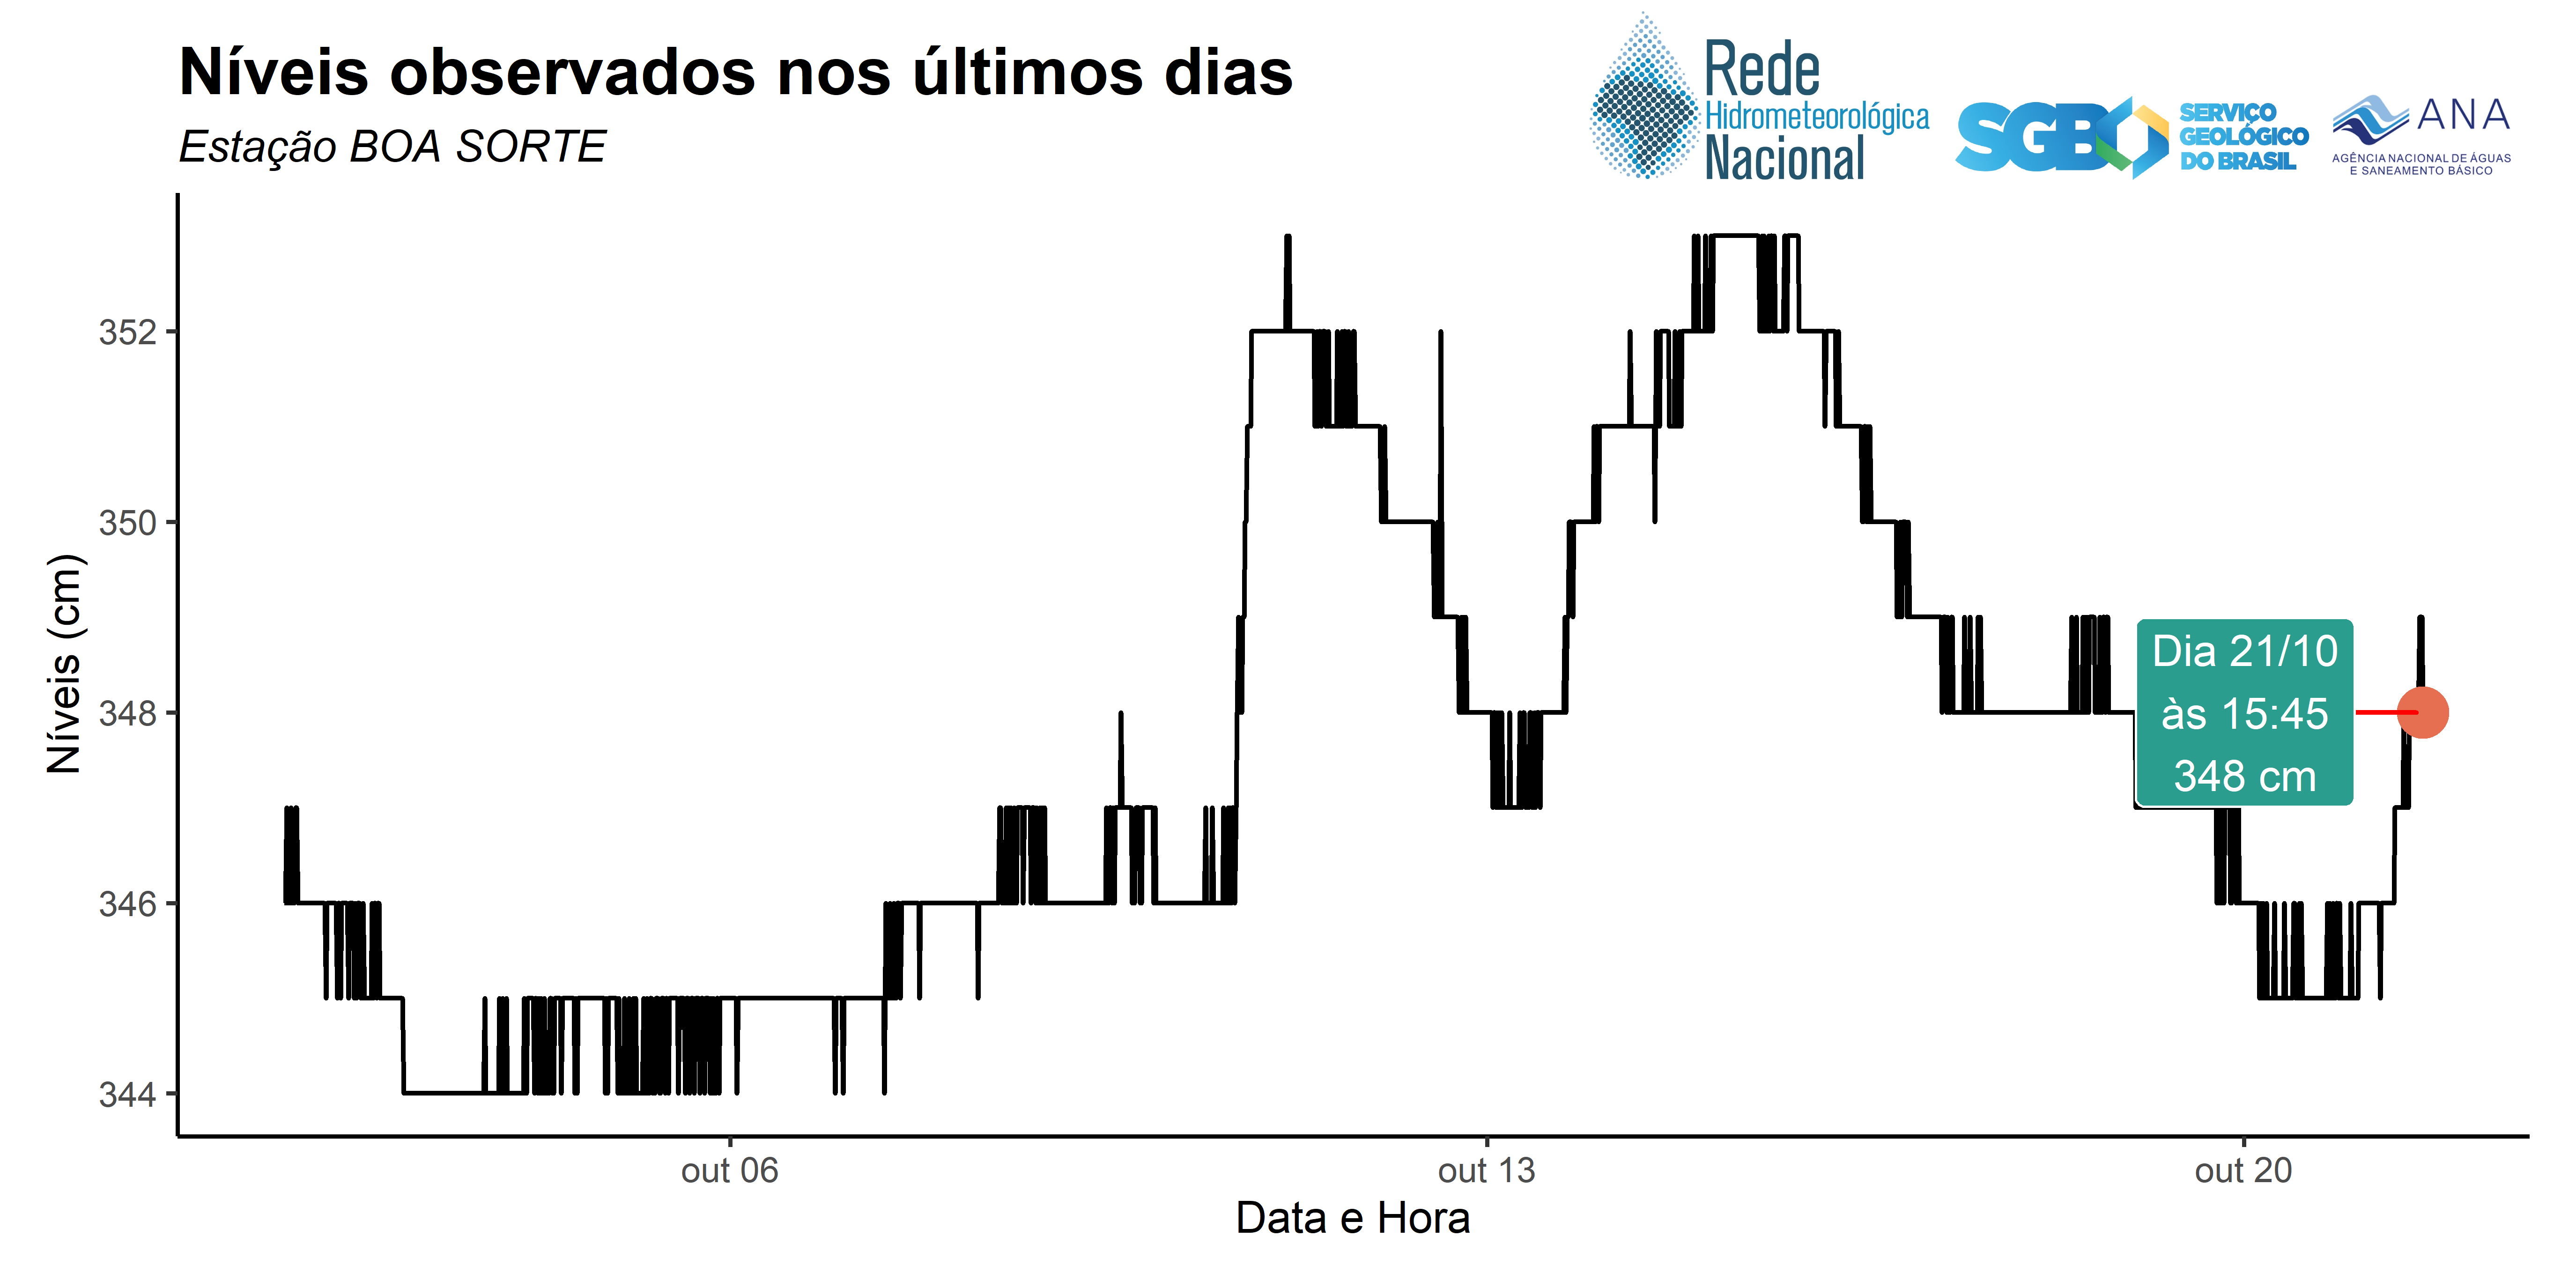 Níveis observados nos últimos dias
Estação BOA SORTE
Rede
Hidrometeorológica
Nacional
SGB
SERVIÇO
GEOLÓGICO
DO BRASIL
ANA
AGÊNCIA NACIONAL DE ÁGUAS
E SANEAMENTO BÁSICO
352
350
348
346
344
Níveis (cm)
Dia 21/10
às 15:45
348 cm
out 06
out 13
out 20
Data e Hora